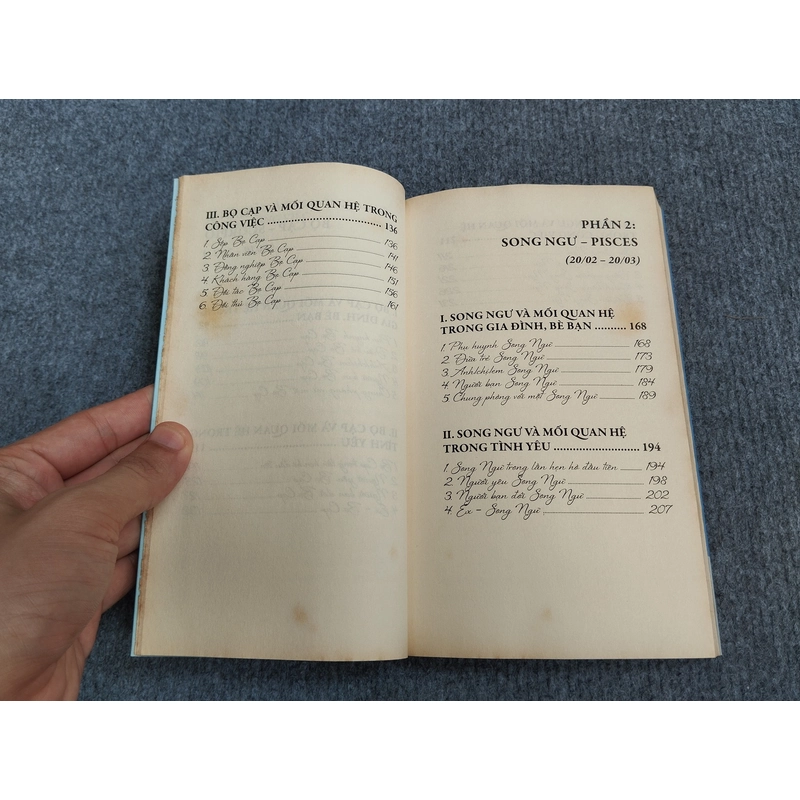 III. BỌ CẠP VÀ MỐI QUAN HỆ TRONG
CÔNG VIỆC ........................ 136
1. Sếp Bọ Cạp 136
2. Nhân viên Bọ Cạp 141
3. Đồng nghiệp Bọ Cạp 146
4. Khách hàng Bọ Cạp 151
5. Đối tác Bọ Cạp 156
6. Đối thủ Bọ Cạp 161
PHẦN 2:
SONG NGƯ – PISCES
(20/02 – 20/03)
I. SONG NGƯ VÀ MỐI QUAN HỆ
TRONG GIA ĐÌNH, BÈ BẠN .......... 168
1. Phụ huynh Song Ngư 168
2. Đứa trẻ Song Ngư 173
3. Anh/chị/em Song Ngư 179
4. Người bạn Song Ngư 184
5. Chung phòng với một Song Ngư 189
II. SONG NGƯ VÀ MỐI QUAN HỆ
TRONG TÌNH YÊU ..................... 194
1. Song Ngư trong lần hẹn hò đầu tiên 194
2. Người yêu Song Ngư 198
3. Người bạn đời Song Ngư 202
4. Ex – Song Ngư 207